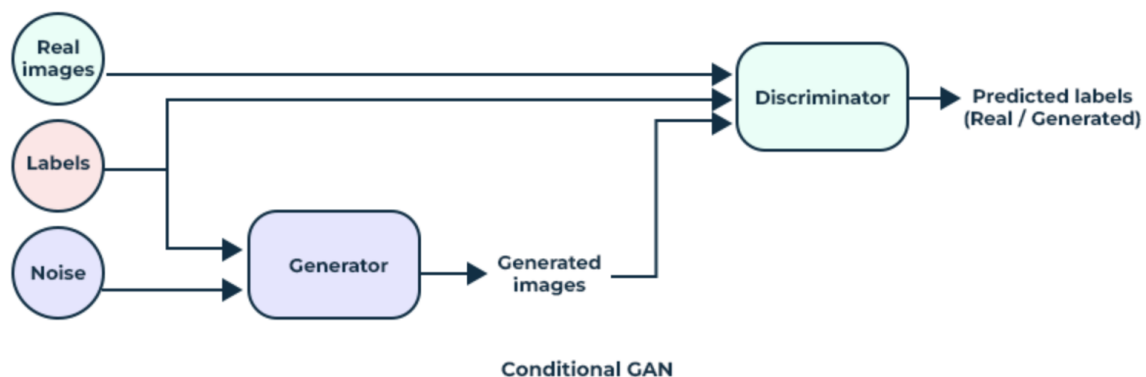 Real
images
Discriminator
Predicted labels
(Real / Generated)
Labels
Noise
Generator
Generated
images
Conditional GAN